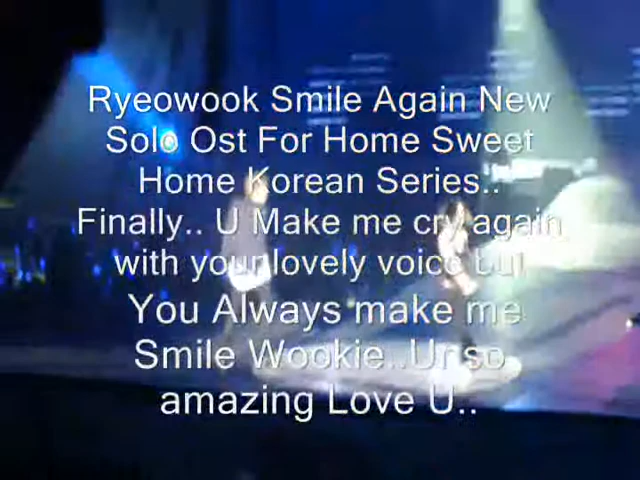 Ryeowook Smile Again New
Solo Ost For Home Sweet
Home Korean Series..
Finally.. U Make me cry again
with your lovely voice but
You Always make me
Smile Wookie..Ur so
amazing Love U..